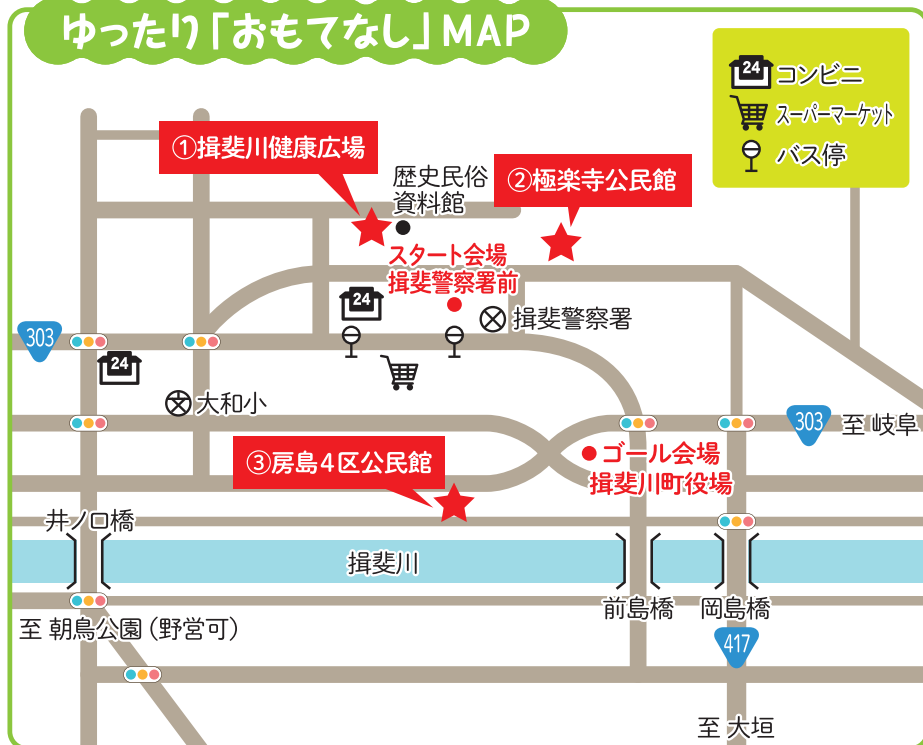 ゆったり「おもてなし」MAP
24 コンビニ
スーパーマーケット
バス停
①揖斐川健康広場
歴史民俗
資料館
②極楽寺公民館
スタート会場
揖斐警察署前
24
揖斐警察署
303
24
大和小
303
至 岐阜
③房島4区公民館
ゴール会場
揖斐川町役場
井ノ口橋
揖斐川
前島橋
岡島橋
至 朝鳥公園(野営可)
417
至 大垣